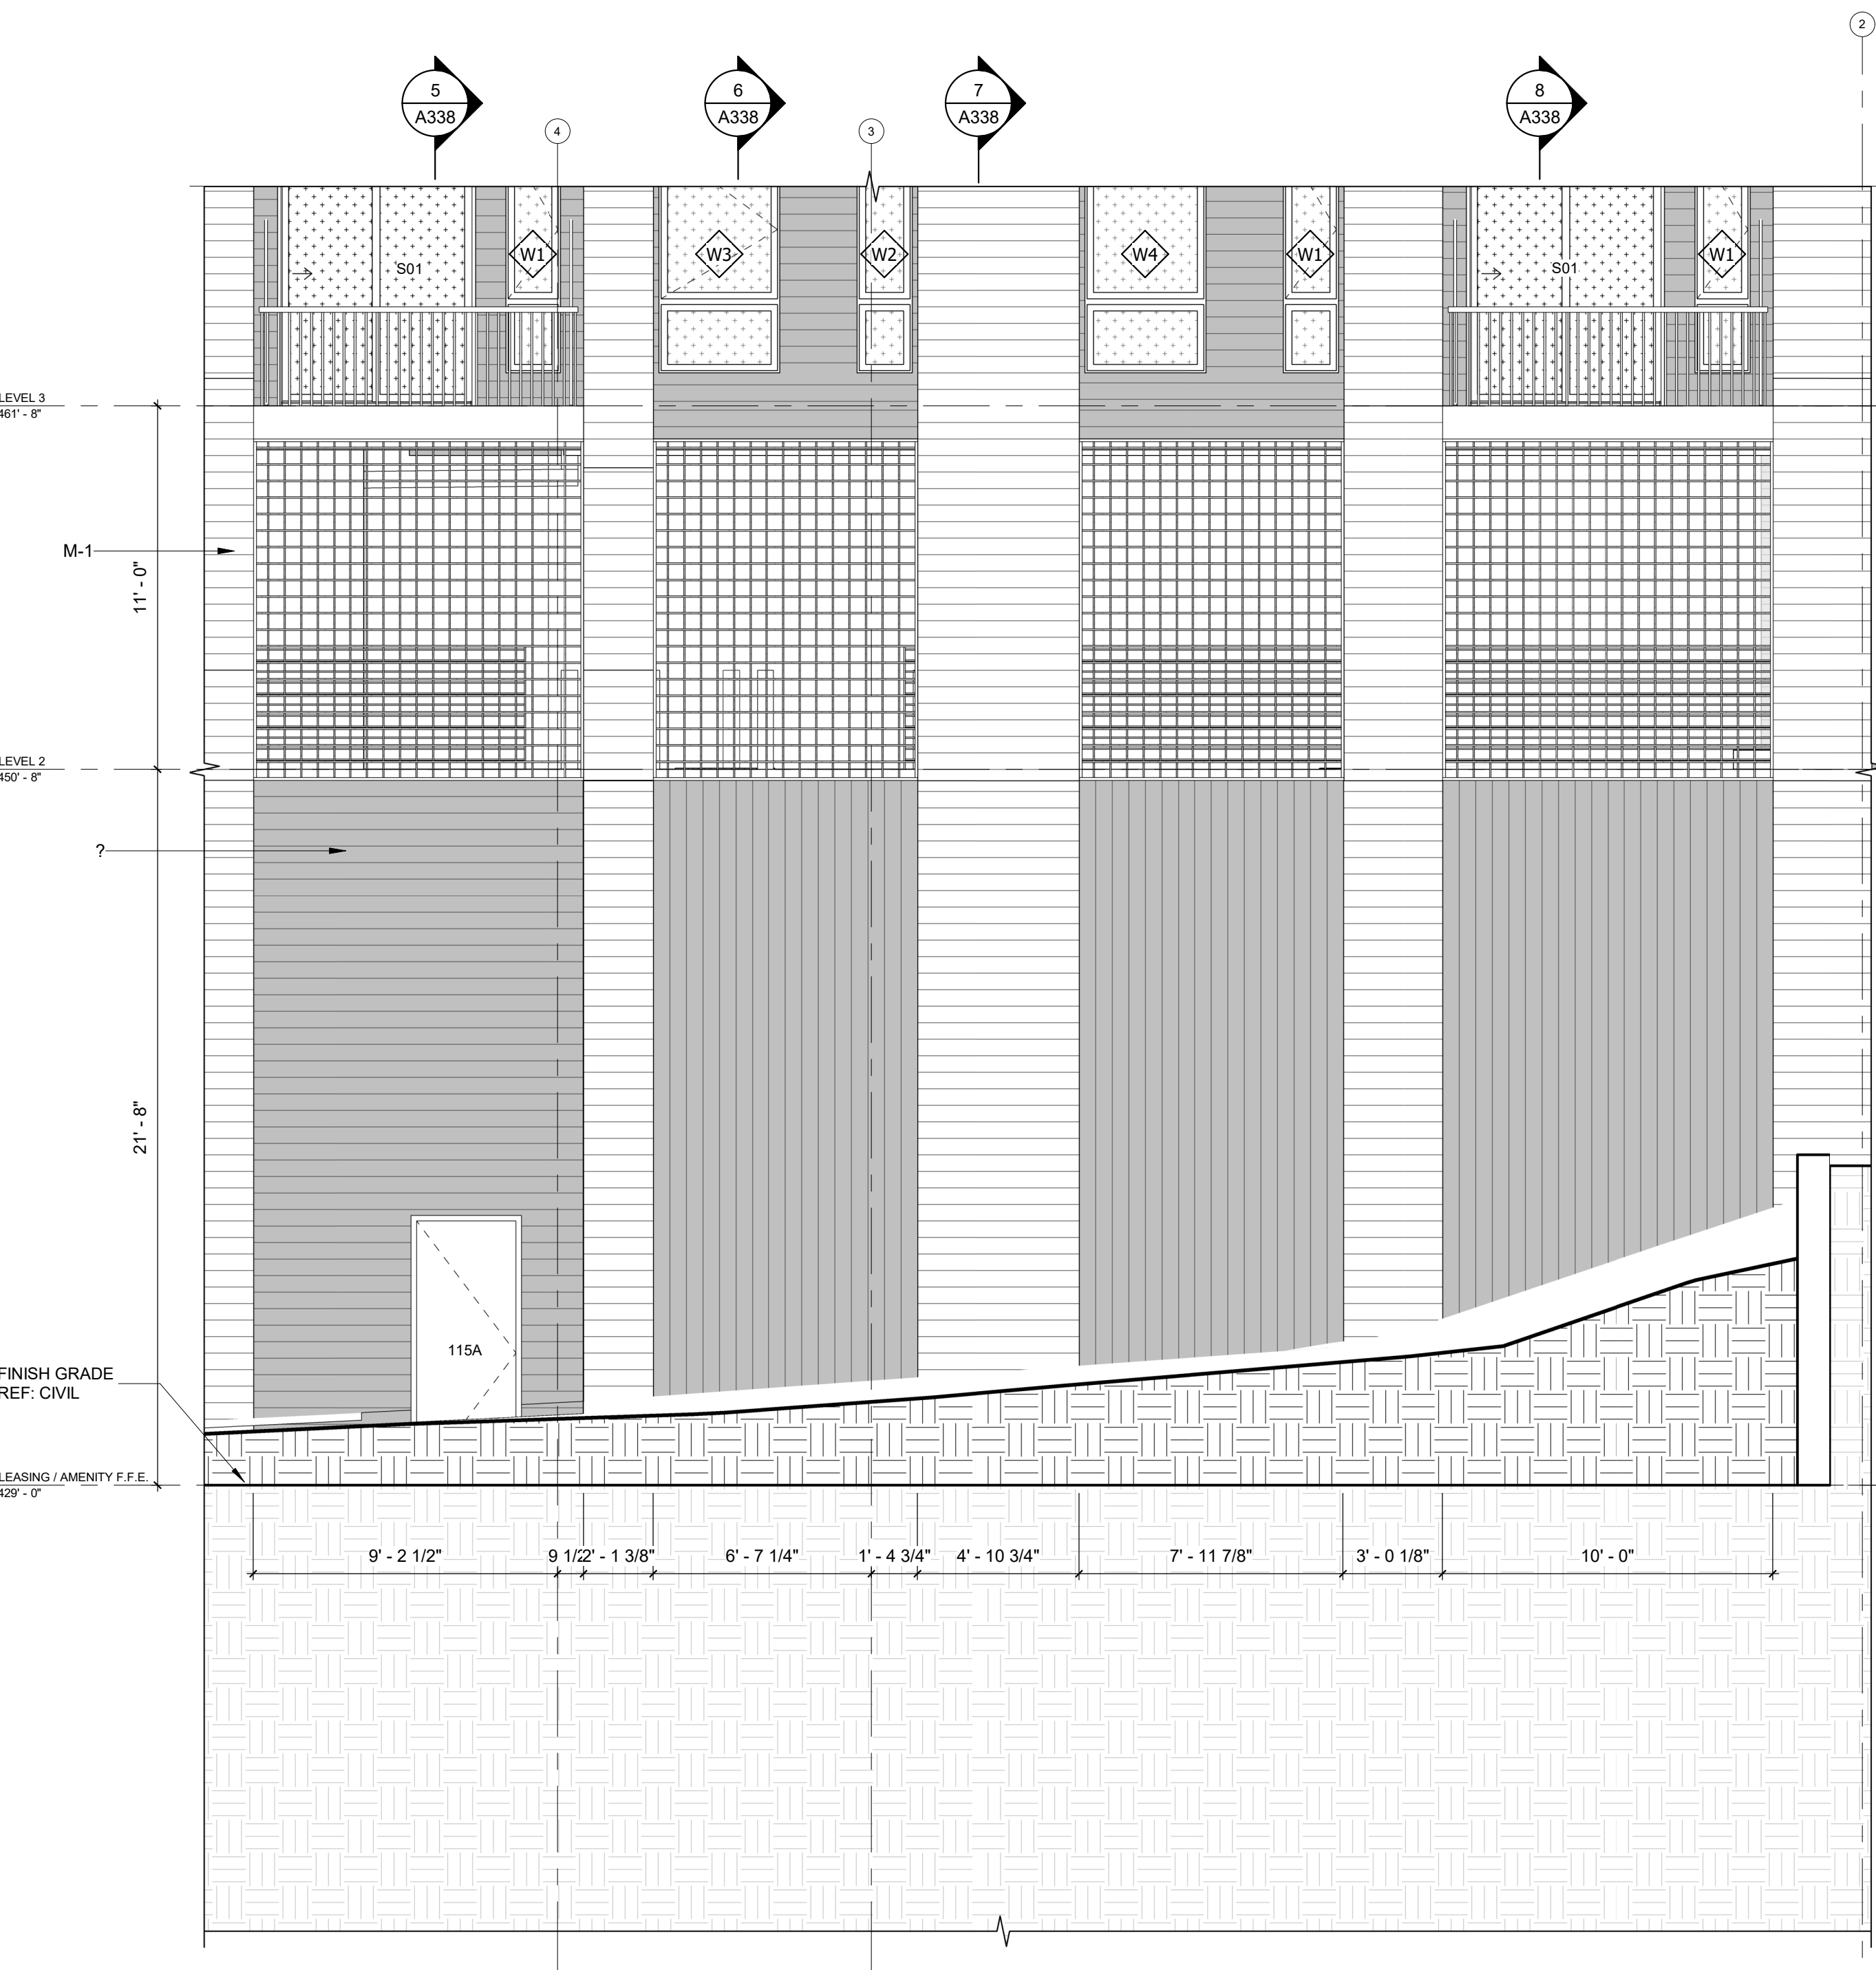 2
5
A338
6
A338
7
A338
8
A338
4
3
W1
W3
W2
W4
W1
W1
S01
S01
LEVEL 3
461' - 8"
M-1
11' - 0"
LEVEL 2
450' - 8"
?
21' - 8"
115A
FINISH GRADE
REF: CIVIL
LEASING / AMENITY F.F.E.
429' - 0"
9' - 2 1/2"
9 1/2"
2' - 1 3/8"
6' - 7 1/4"
1' - 4 3/4"
4' - 10 3/4"
7' - 11 7/8"
3' - 0 1/8"
10' - 0"